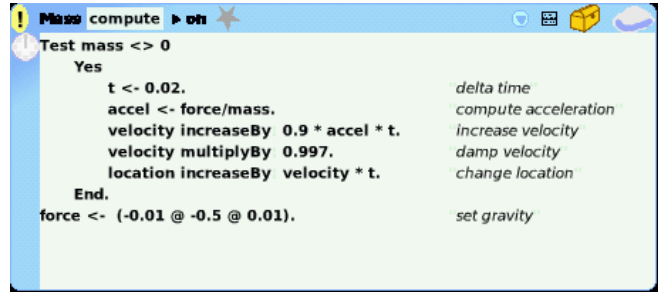 ! Mass compute on
Test mass <> 0
Yes
t <- 0.02. "delta time"
accel <- force/mass. "compute acceleration"
velocity increaseBy 0.9 * accel * t. "increase velocity"
velocity multiplyBy 0.997. "damp velocity"
location increaseBy velocity * t. "change location"
End.
force <- (-0.01 @ -0.5 @ 0.01). "set gravity"